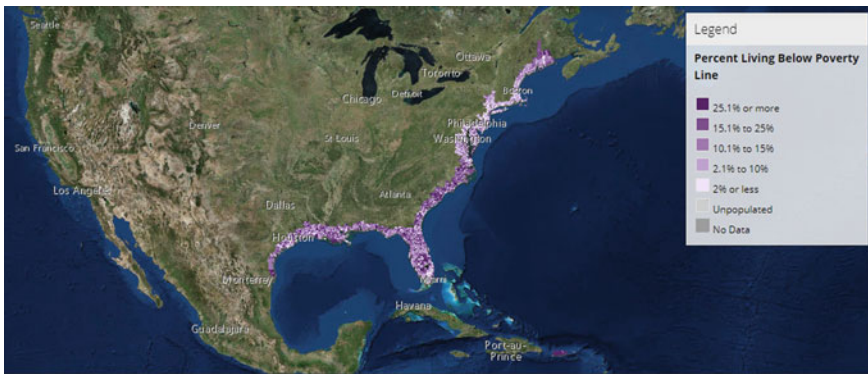 Seattle
Ottawa
Toronto
Boston
Chicago
Detroit
Philadelphia
Denver
St Louis
Washington
San Francisco
Los Angeles
Atlanta
Dallas
Houston
Monterrey
Miami
Havana
Guadalajara
Port-au-
Prince
Legend
Percent Living Below Poverty
Line
25.1% or more
15.1% to 25%
10.1% to 15%
2.1% to 10%
2% or less
Unpopulated
No Data